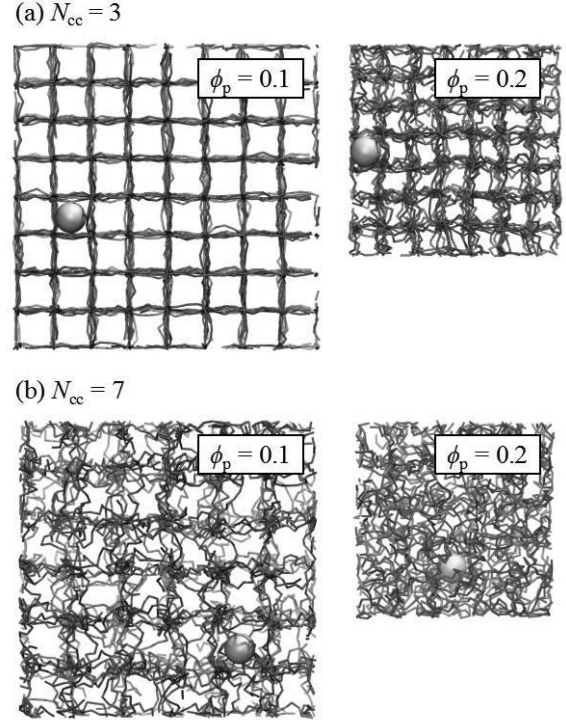 (a) Ncc = 3
ϕp = 0.1
ϕp = 0.2
(b) Ncc = 7
ϕp = 0.1
ϕp = 0.2